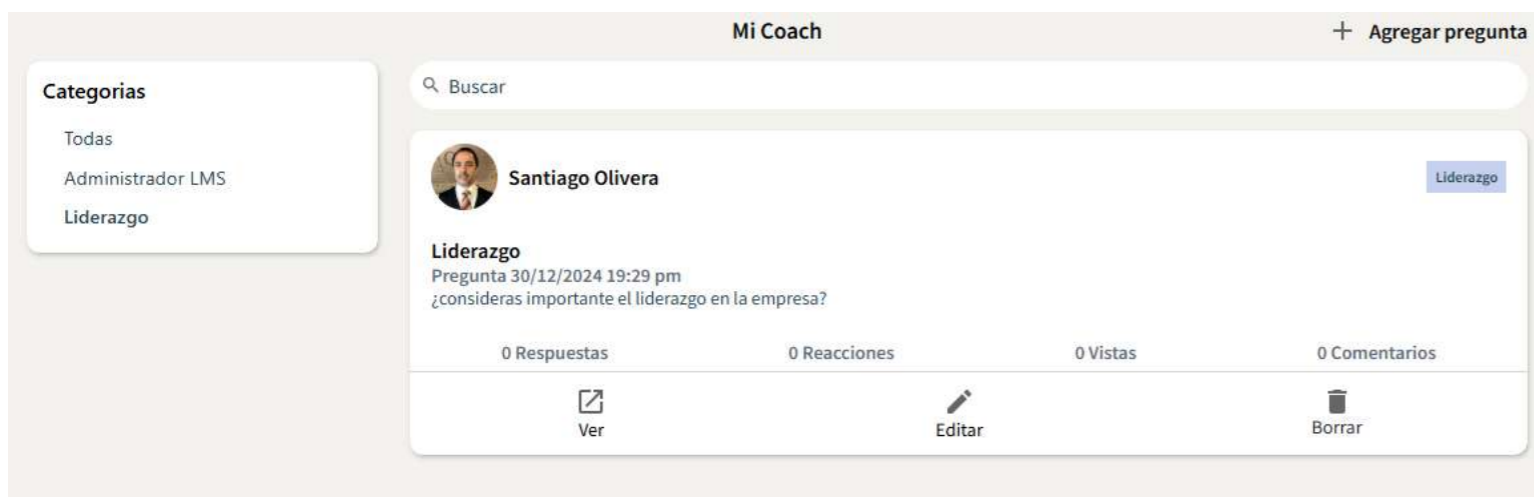 Mi Coach
Agregar pregunta
Categorias
Todas
Administrador LMS
Liderazgo
Buscar
Santiago Olivera
Liderazgo
Liderazgo
Pregunta 30/12/2024 19:29 pm
¿consideras importante el liderazgo en la empresa?
0 Respuestas 0 Reacciones 0 Vistas 0 Comentarios
Ver Editar Borrar